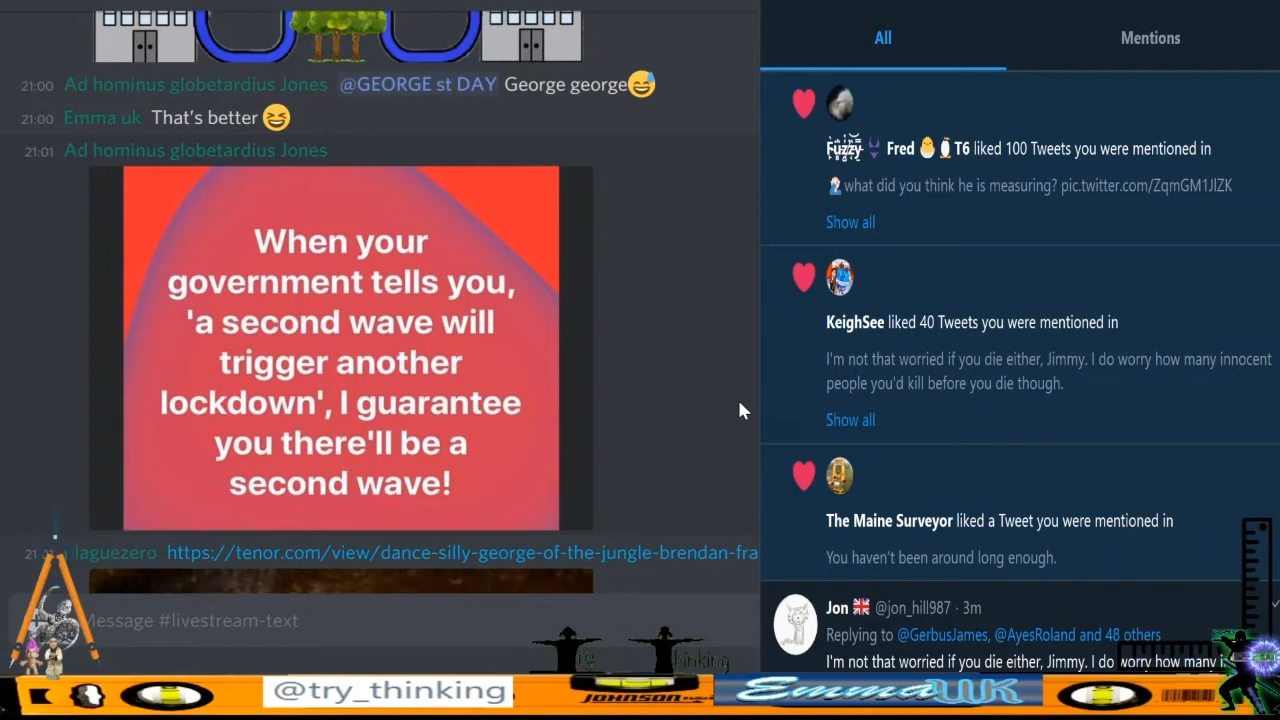 21:00 Ad hominus globetardius Jones @GEORGE st DAY George george😅
21:00 Emma uk That's better 😆
21:01 Ad hominus globetardius Jones
When your
government tells you,
'a second wave will
trigger another
lockdown', I guarantee
you there'll be a
second wave!
laguezero https://tenor.com/view/dance-silly-george-of-the-jungle-brendan-fra
Message #livestream-text
All
Mentions
Fuzzy Fred T6 liked 100 Tweets you were mentioned in
what did you think he is measuring? pic.twitter.com/ZqmGM1JlZK
Show all
KeighSee liked 40 Tweets you were mentioned in
I'm not that worried if you die either, Jimmy. I do worry how many innocent
people you'd kill before you die though.
Show all
The Maine Surveyor liked a Tweet you were mentioned in
You haven't been around long enough.
Jon 🇬🇧 @jon_hill987 · 3m
Replying to @GerbusJames, @AyesRoland and 48 others
I'm not that worried if you die either, Jimmy. I do worry how many i
Try Thinking
@try_thinking
JOHNSON
EmmaUK